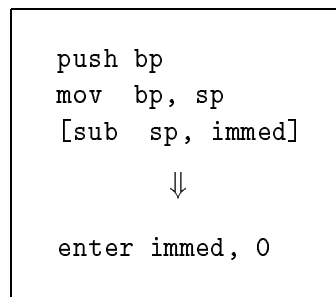 push bp
mov bp, sp
[sub sp, immed]
⇓
enter immed, 0